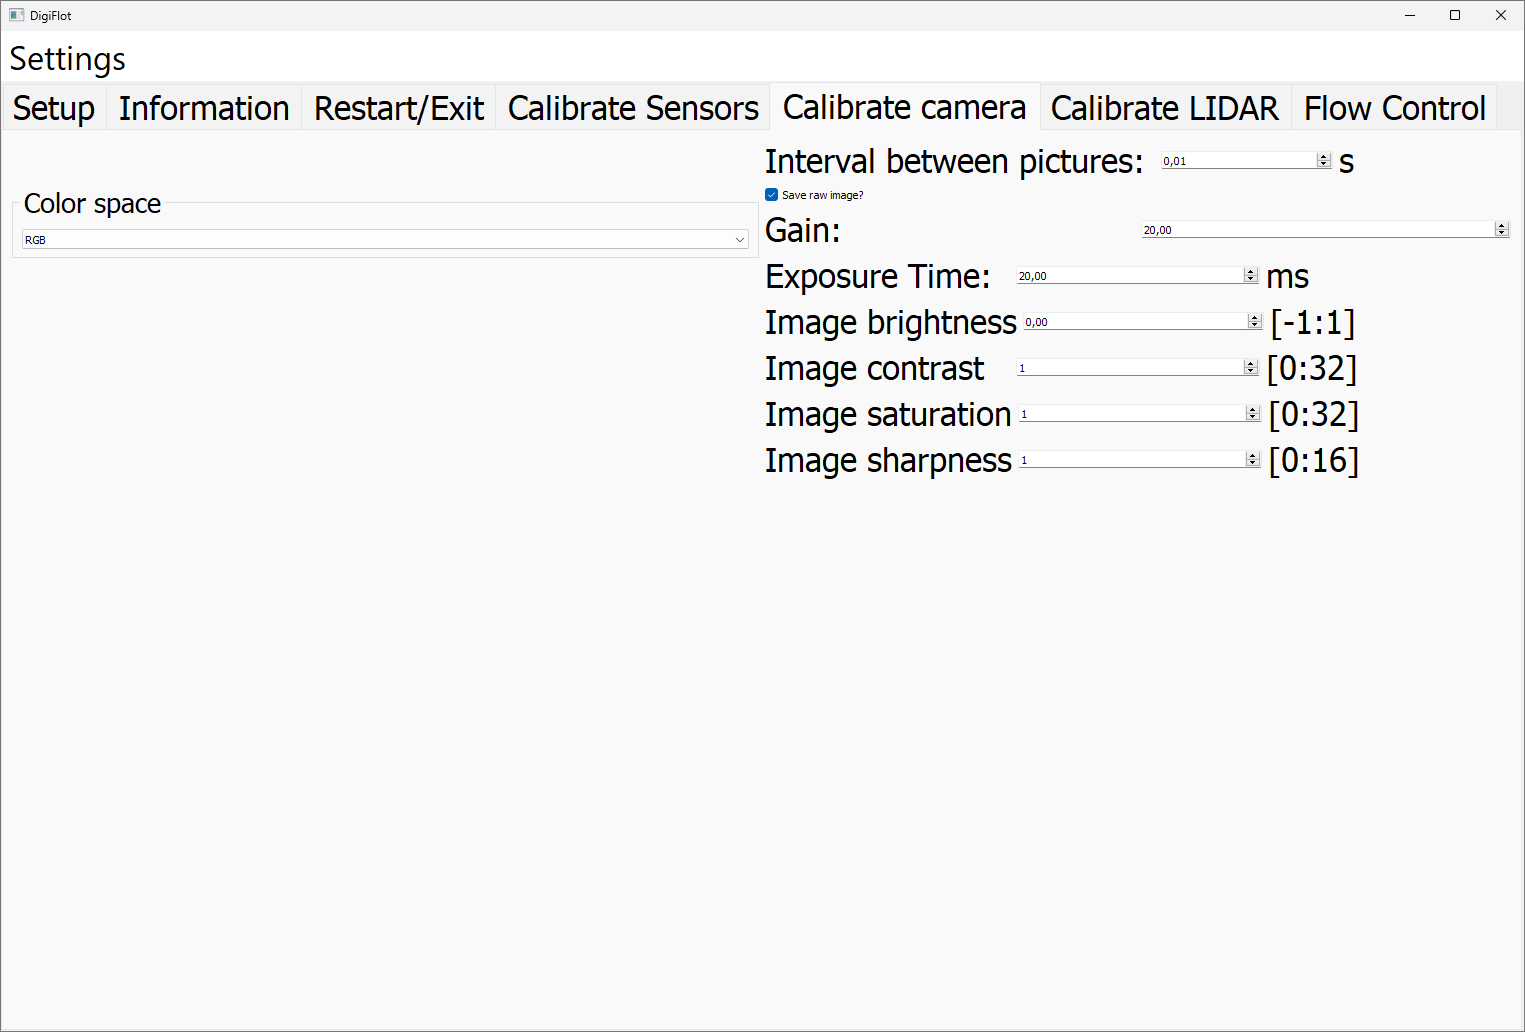 DigiFlot
Settings
Setup Information Restart/Exit Calibrate Sensors Calibrate camera Calibrate LIDAR Flow Control
Color space
RGB
Interval between pictures: 0,01 s
Save raw image?
Gain: 20,00
Exposure Time: 20,00 ms
Image brightness 0,00 [-1:1]
Image contrast 1 [0:32]
Image saturation 1 [0:32]
Image sharpness 1 [0:16]